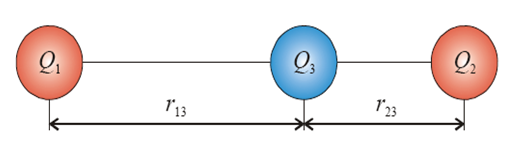 Q₁ Q₃ Q₂
r₁₃ r₂₃